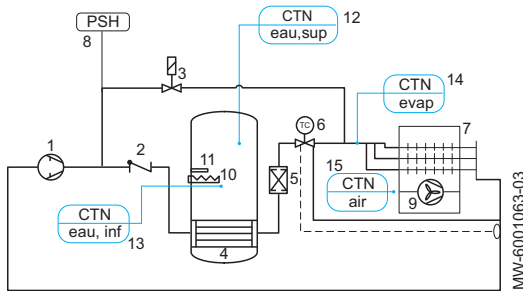 PSH
8
CTN
eau,sup
12
3
CTN
evap
14
TC
6
7
1
2
11
10
5
15
CTN
air
9
CTN
eau, inf
13
4
MW-6001063-03